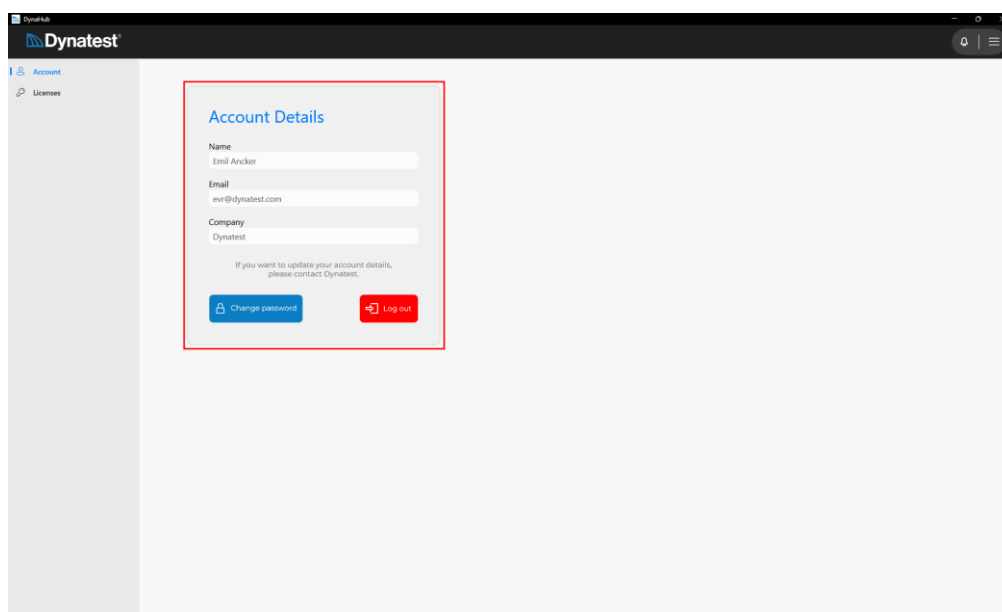 DynaHub
Dynatest®
Account
Licenses
Account Details
Name
Emil Ancker
Email
evr@dynatest.com
Company
Dynatest
If you want to update your account details,
please contact Dynatest.
Change password
Log out